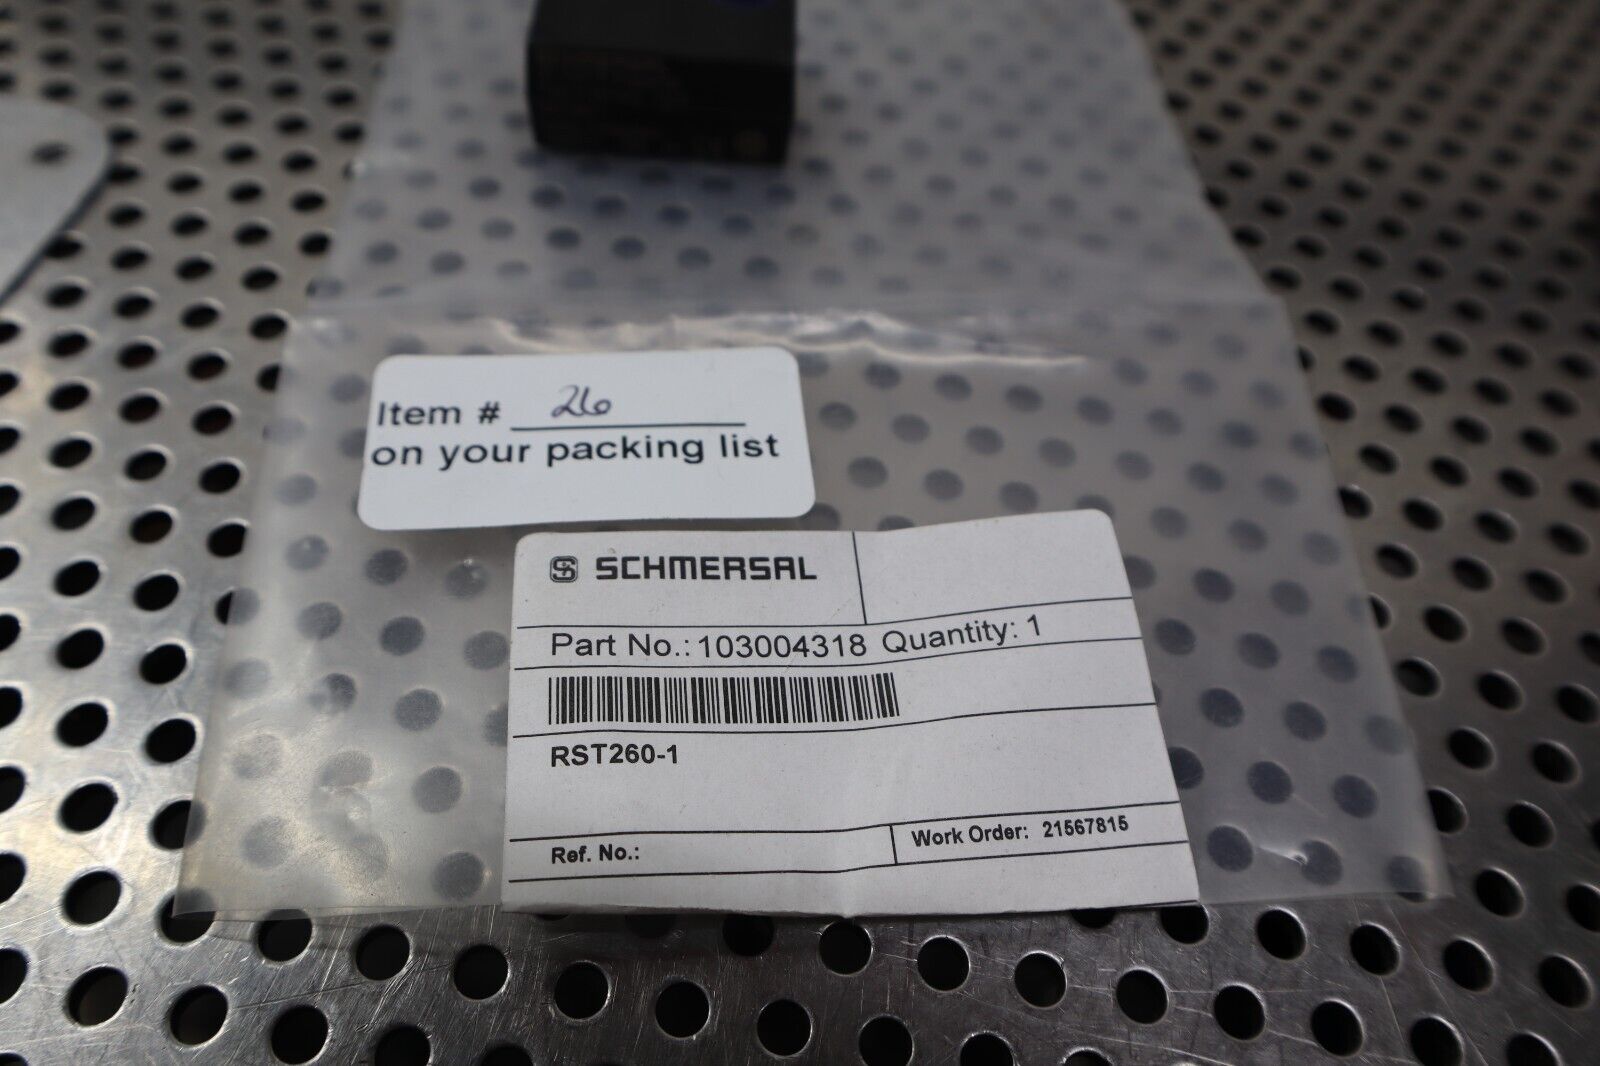 Item # 26
on your packing list
SCHMERSAL
Part No.: 103004318 Quantity: 1
RST260-1
Ref. No.:
Work Order: 21567815